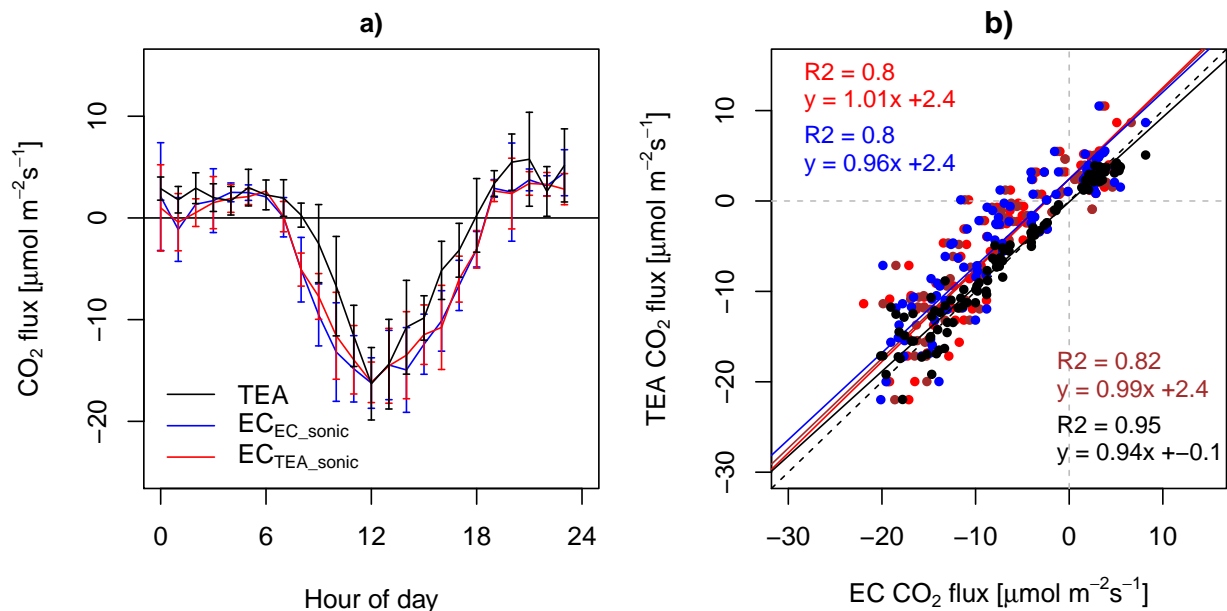 a)
CO₂ flux [μmol m⁻²s⁻¹]
10
0
−10
−20
TEA
EC_EC_sonic
EC_TEA_sonic
0 6 12 18 24
Hour of day
b)
TEA CO₂ flux [μmol m⁻²s⁻¹]
10
0
−10
−20
−30
R2 = 0.8
y = 1.01x +2.4
R2 = 0.8
y = 0.96x +2.4
R2 = 0.82
y = 0.99x +2.4
R2 = 0.95
y = 0.94x +−0.1
−30 −20 −10 0 10
EC CO₂ flux [μmol m⁻²s⁻¹]